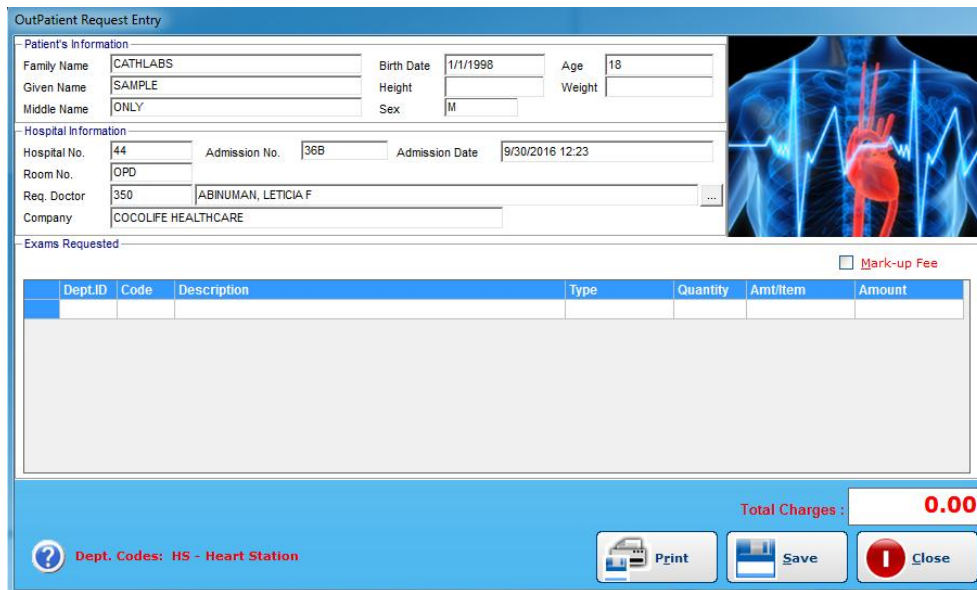 OutPatient Request Entry
Patient's Information
Family Name CATHLABS Birth Date 1/1/1998 Age 18
Given Name SAMPLE Height Weight
Middle Name ONLY Sex M
Hospital Information
Hospital No. 44 Admission No. 36B Admission Date 9/30/2016 12:23
Room No. OPD
Req. Doctor 350 ABINUMAN, LETICIA F ...
Company COCOLIFE HEALTHCARE
Exams Requested
Mark-up Fee
Dept.ID Code Description Type Quantity Amt/Item Amount
Total Charges : 0.00
? Dept. Codes: HS - Heart Station Print Save Close